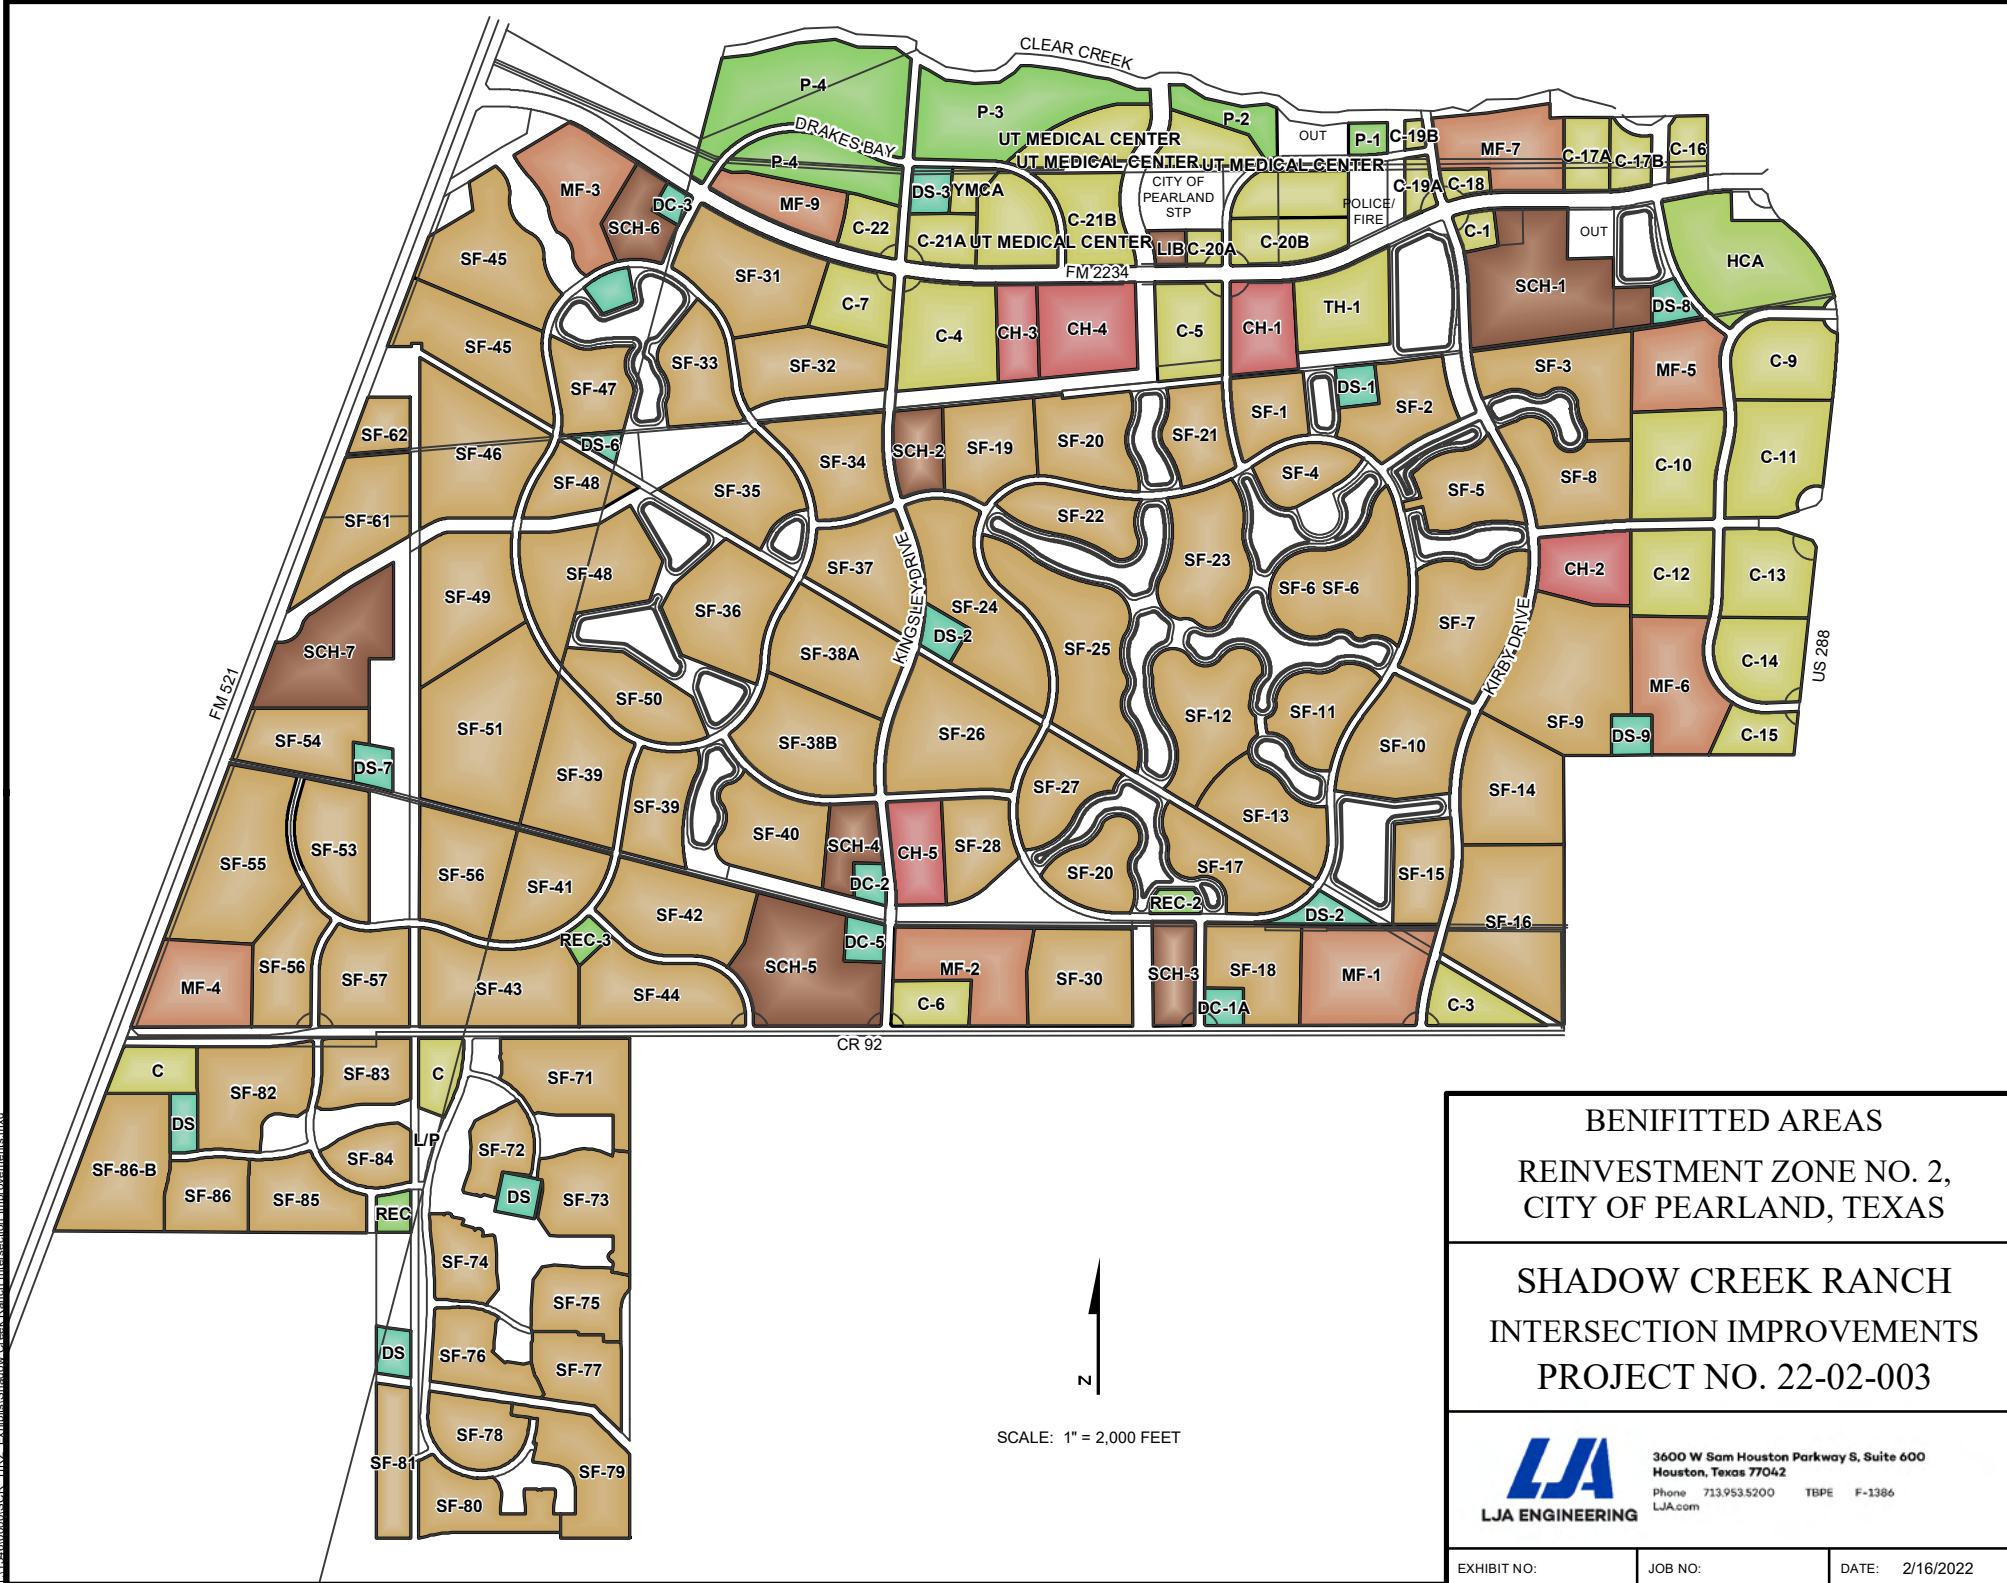 CLEAR CREEK
P-4
P-3
P-2
OUT
P-1
C-19B
DRAKES BAY
UT MEDICAL CENTER
MF-7
C-17A
C-17B
C-16
P-4
UT MEDICAL CENTER
UT MEDICAL CENTER
MF-3
DC-3
MF-9
DS-3
YMCA
CITY OF
PEARLAND
STP
C-19A
C-18
POLICE/
FIRE
SCH-6
C-22
C-21A
C-21B
UT MEDICAL CENTER
LIB
C-20A
C-20B
C-1
OUT
HCA
SF-45
SF-31
FM 2234
SCH-1
DS-8
C-7
C-4
CH-3
CH-4
C-5
CH-1
TH-1
SF-45
SF-47
SF-33
SF-32
SF-3
MF-5
C-9
DS-1
SF-1
SF-2
SF-62
SF-46
DS-6
SF-34
SCH-2
SF-19
SF-20
SF-21
SF-48
SF-35
SF-4
SF-5
SF-8
C-10
C-11
SF-61
SF-22
SF-48
SF-37
KINGSLEY DRIVE
SF-23
SF-6
SF-6
CH-2
C-12
C-13
SF-49
SF-36
SF-24
DS-2
SF-25
SF-7
KIRBY DRIVE
SCH-7
SF-38A
C-14
US 288
FM 521
SF-50
SF-12
SF-11
MF-6
SF-54
SF-51
SF-38B
SF-26
SF-10
SF-9
DS-9
C-15
DS-7
SF-39
SF-39
SF-27
SF-13
SF-14
SF-55
SF-53
SF-40
SCH-4
CH-5
SF-28
SF-56
SF-41
DC-2
SF-20
SF-17
SF-15
SF-42
REC-2
DS-2
SF-16
REC-3
DC-5
SF-56
SF-57
SCH-5
MF-2
SF-30
SCH-3
SF-18
MF-1
MF-4
SF-43
SF-44
C-6
DC-1A
C-3
CR 92
C
SF-82
SF-83
C
SF-71
DS
L/P
SF-72
SF-86-B
SF-84
SF-86
SF-85
REC
DS
SF-73
SF-74
SF-75
DS
SF-76
SF-77
SF-78
SF-81
SF-79
SF-80
N
SCALE: 1" = 2,000 FEET
BENIFITTED AREAS
REINVESTMENT ZONE NO. 2,
CITY OF PEARLAND, TEXAS
SHADOW CREEK RANCH
INTERSECTION IMPROVEMENTS
PROJECT NO. 22-02-003
LJA
LJA ENGINEERING
3600 W Sam Houston Parkway S, Suite 600
Houston, Texas 77042
Phone 713.953.5200 TBPE F-1386
LJA.com
EXHIBIT NO:
JOB NO:
DATE: 2/16/2022